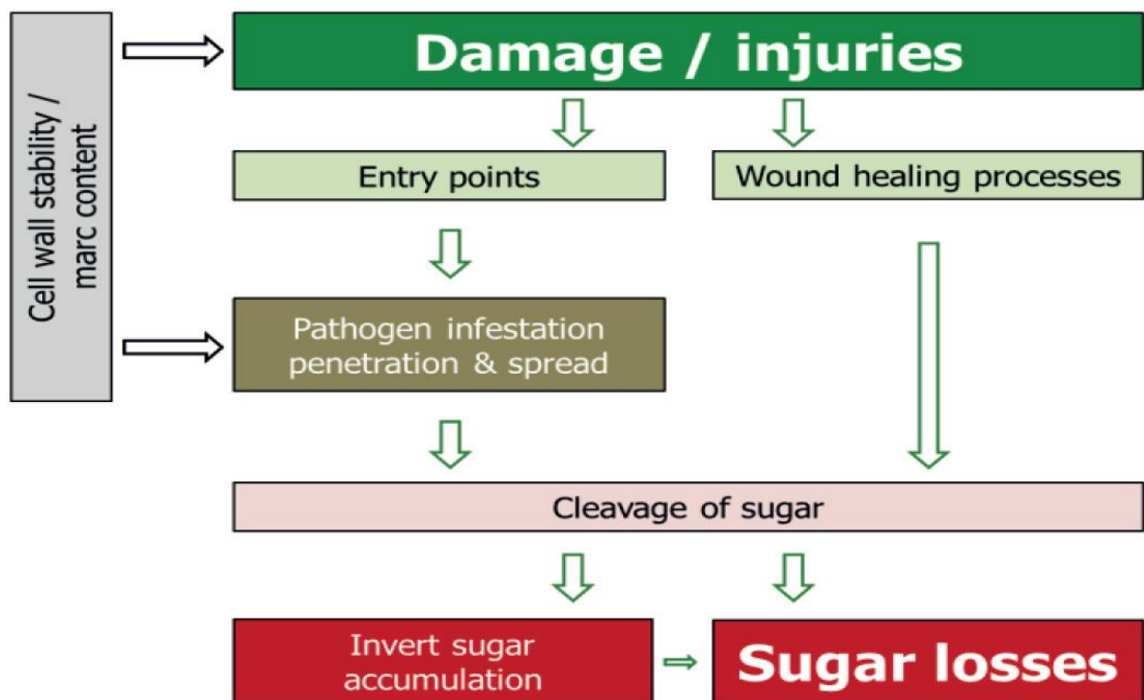 Cell wall stability /
marc content
Damage / injuries
Entry points
Wound healing processes
Pathogen infestation
penetration & spread
Cleavage of sugar
Invert sugar
accumulation
Sugar losses